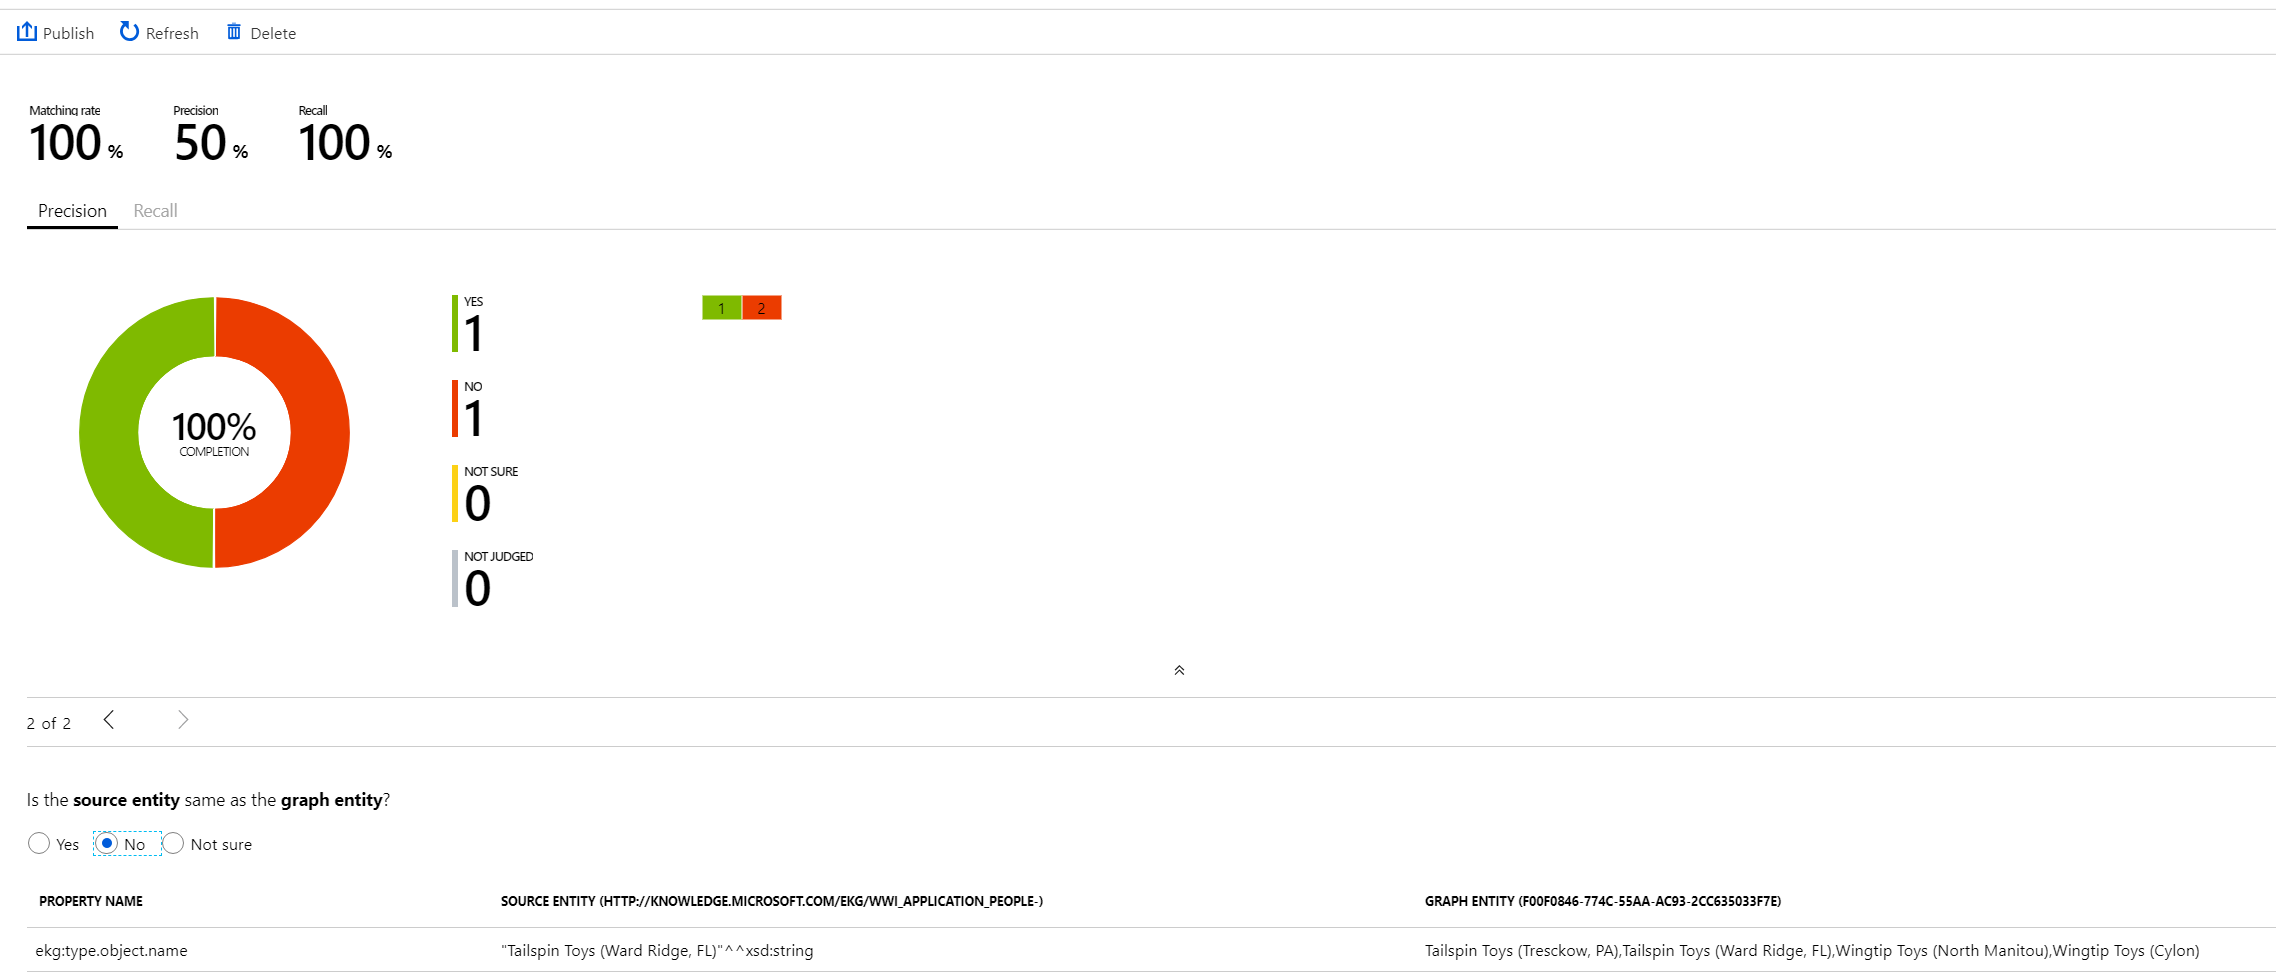 Publish Refresh Delete
Matching rate Precision Recall
100 % 50 % 100 %
Precision Recall
YES
1
1 2
NO
1
100%
COMPLETION
NOT SURE
0
NOT JUDGED
0
2 of 2
Is the source entity same as the graph entity?
Yes No Not sure
PROPERTY NAME SOURCE ENTITY (HTTP://KNOWLEDGE.MICROSOFT.COM/EKG/WWI_APPLICATION_PEOPLE-) GRAPH ENTITY (F00F0846-774C-55AA-AC93-2CC635033F7E)
ekg:type.object.name "Tailspin Toys (Ward Ridge, FL)"^^xsd:string Tailspin Toys (Tresckow, PA),Tailspin Toys (Ward Ridge, FL),Wingtip Toys (North Manitou),Wingtip Toys (Cylon)